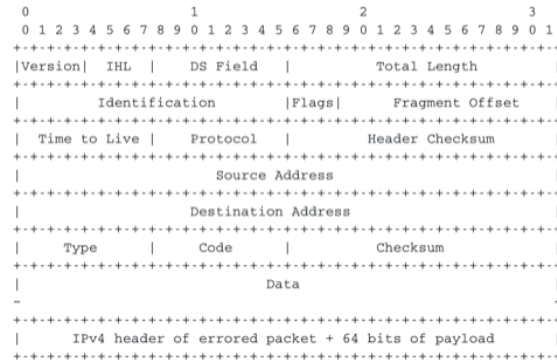 0 1 2 3
0 1 2 3 4 5 6 7 8 9 0 1 2 3 4 5 6 7 8 9 0 1 2 3 4 5 6 7 8 9 0 1
+-+-+-+-+-+-+-+-+-+-+-+-+-+-+-+-+-+-+-+-+-+-+-+-+-+-+-+-+-+-+-+-
|Version| IHL | DS Field | Total Length |
+-+-+-+-+-+-+-+-+-+-+-+-+-+-+-+-+-+-+-+-+-+-+-+-+-+-+-+-+-+-+-+-
| Identification |Flags| Fragment Offset
+-+-+-+-+-+-+-+-+-+-+-+-+-+-+-+-+-+-+-+-+-+-+-+-+-+-+-+-+-+-+-+-
| Time to Live | Protocol | Header Checksum |
+-+-+-+-+-+-+-+-+-+-+-+-+-+-+-+-+-+-+-+-+-+-+-+-+-+-+-+-+-+-+-+-
| Source Address |
+-+-+-+-+-+-+-+-+-+-+-+-+-+-+-+-+-+-+-+-+-+-+-+-+-+-+-+-+-+-+-+-
| Destination Address |
+-+-+-+-+-+-+-+-+-+-+-+-+-+-+-+-+-+-+-+-+-+-+-+-+-+-+-+-+-+-+-+-
| Type | Code | Checksum |
+-+-+-+-+-+-+-+-+-+-+-+-+-+-+-+-+-+-+-+-+-+-+-+-+-+-+-+-+-+-+-+-
| Data |
~
+-+-+-+-+-+-+-+-+-+-+-+-+-+-+-+-+-+-+-+-+-+-+-+-+-+-+-+-+-+-+-+-
| IPv4 header of errored packet + 64 bits of payload |
+-+-+-+-+-+-+-+-+-+-+-+-+-+-+-+-+-+-+-+-+-+-+-+-+-+-+-+-+-+-+-+-